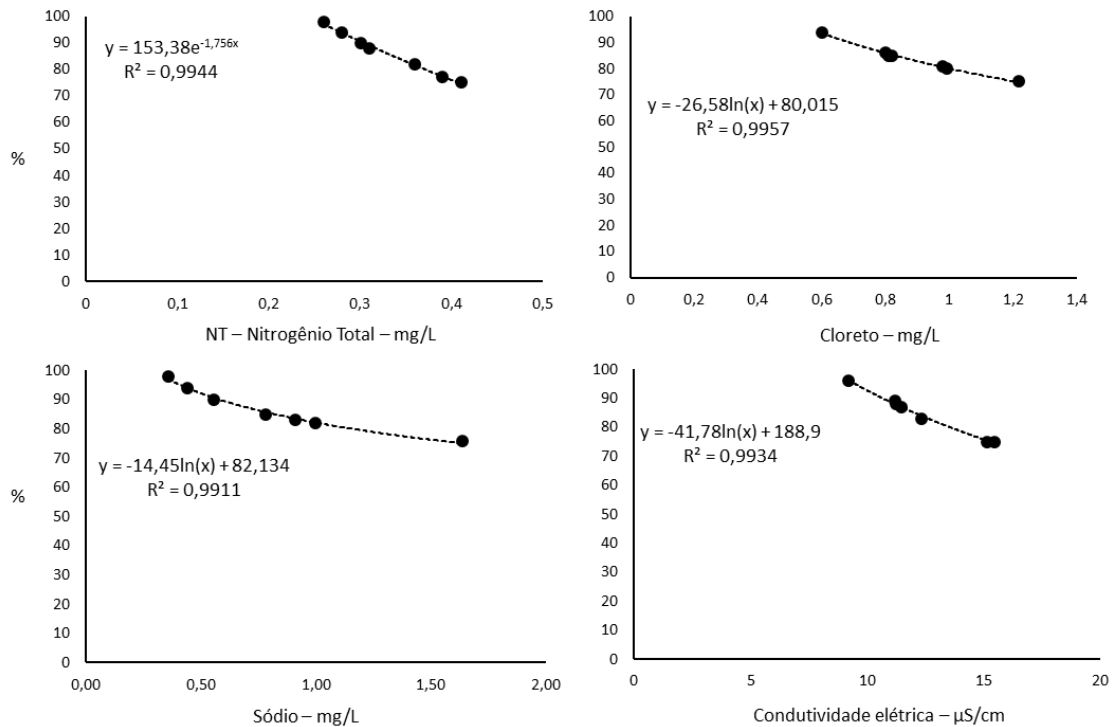 100
90
80
70
60
50
40
30
20
10
0
%
y = 153,38e^-1,756x
R² = 0,9944
0 0,1 0,2 0,3 0,4 0,5
NT – Nitrogênio Total – mg/L
100
90
80
70
60
50
40
30
20
10
0
y = -26,58ln(x) + 80,015
R² = 0,9957
0 0,2 0,4 0,6 0,8 1 1,2 1,4
Cloreto – mg/L
100
90
80
70
60
50
40
30
20
10
0
%
y = -14,45ln(x) + 82,134
R² = 0,9911
0,00 0,50 1,00 1,50 2,00
Sódio – mg/L
100
90
80
70
60
50
40
30
20
10
0
y = -41,78ln(x) + 188,9
R² = 0,9934
0 5 10 15 20
Condutividade elétrica – µS/cm